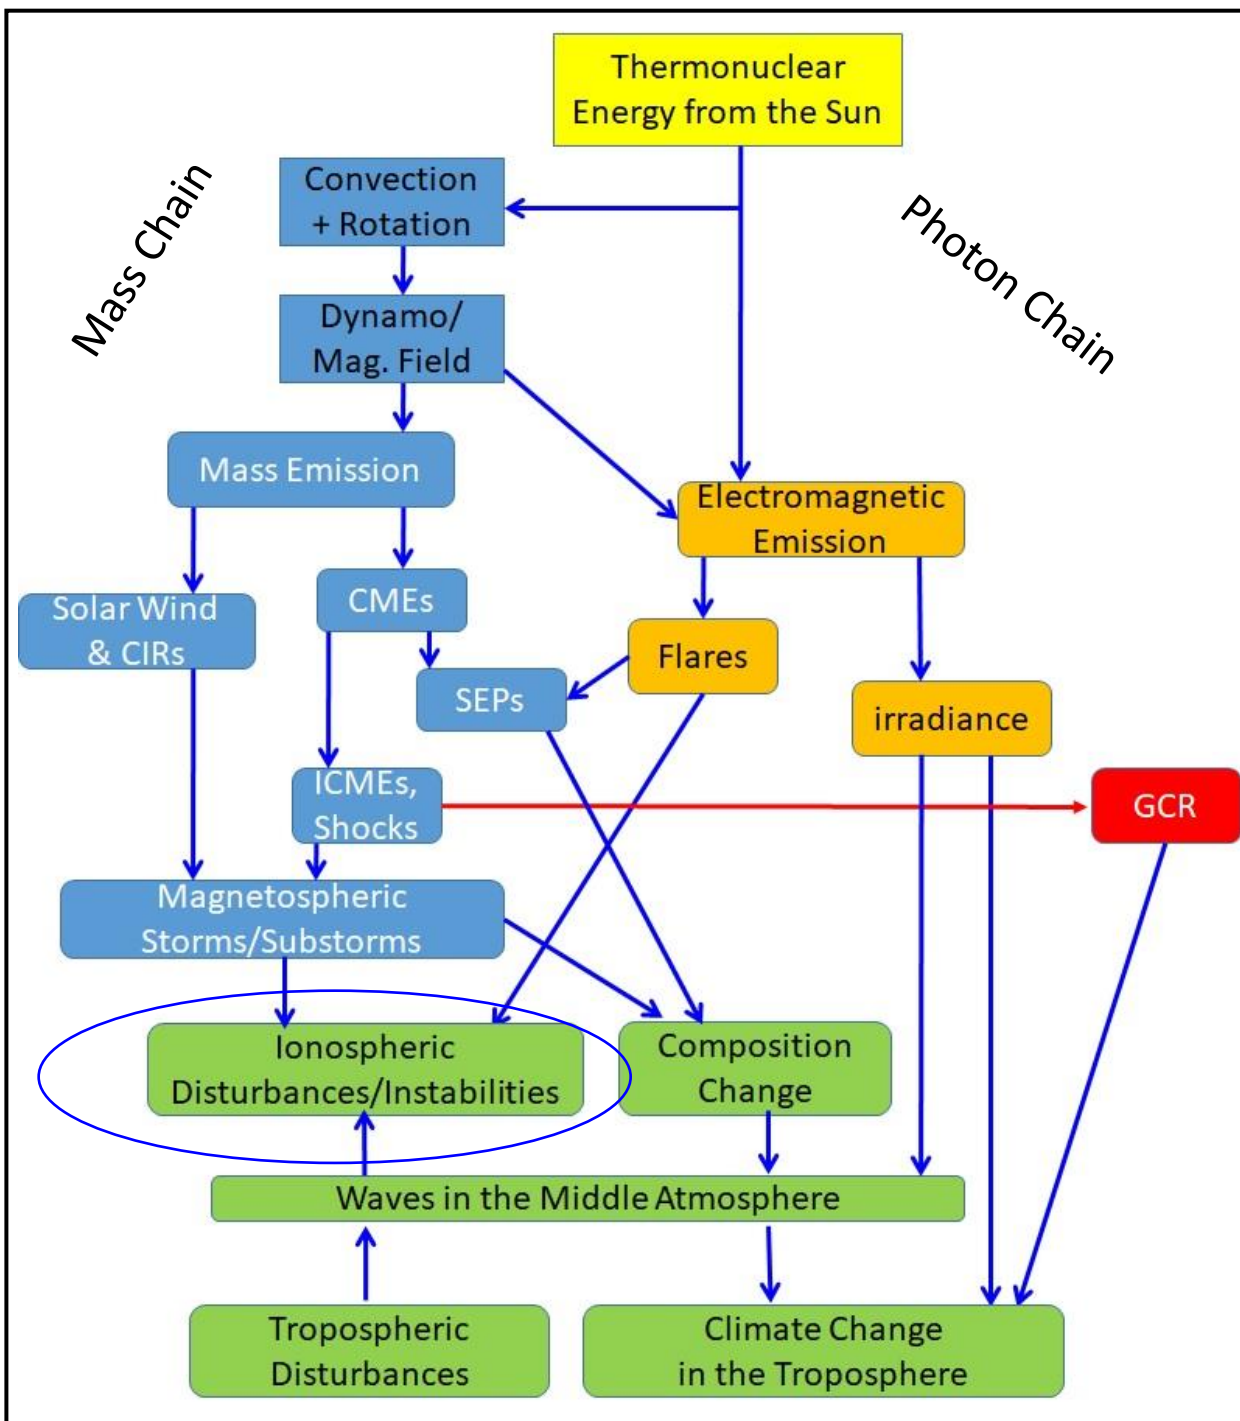 Thermonuclear
Energy from the Sun
Mass Chain
Convection
+ Rotation
Photon Chain
Dynamo/
Mag. Field
Mass Emission
Electromagnetic
Emission
Solar Wind
& CIRs
CMEs
Flares
SEPs
irradiance
ICMEs,
Shocks
GCR
Magnetospheric
Storms/Substorms
Ionospheric
Disturbances/Instabilities
Composition
Change
Waves in the Middle Atmosphere
Tropospheric
Disturbances
Climate Change
in the Troposphere